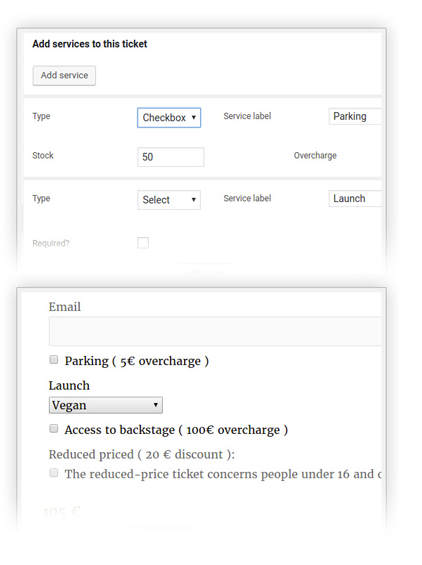 Add services to this ticket
Add service
Type Checkbox Service label Parking
Stock 50 Overcharge
Type Select Service label Launch
Required?
Email
Parking ( 5€ overcharge )
Launch
Vegan
Access to backstage ( 100€ overcharge )
Reduced priced ( 20 € discount ):
The reduced-price ticket concerns people under 16 and
105 €